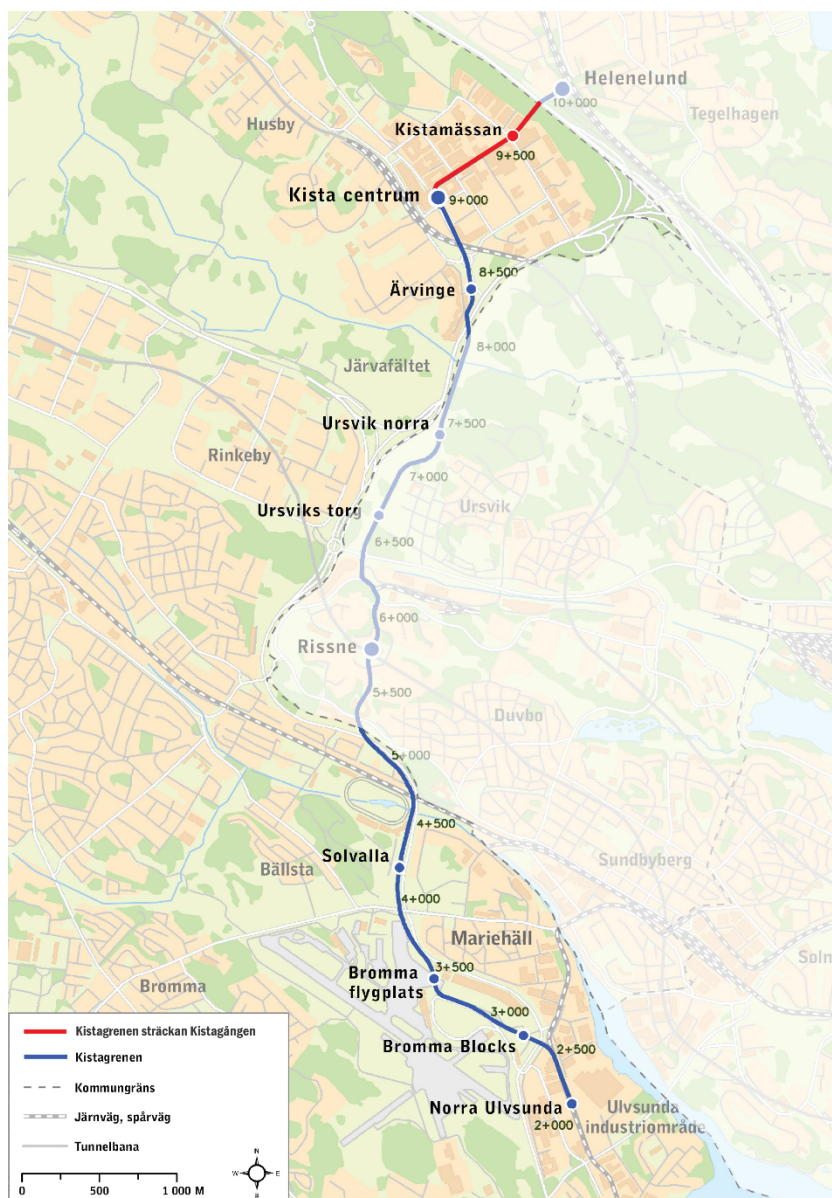 Helenelund
10+000
Tegelhagen
Husby
Kistamässan
9+500
Kista centrum
9+000
8+500
Ärvinge
8+000
Järvafältet
Ursvik norra
7+500
Rinkeby
7+000
Ursviks torg
Ursvik
6+500
6+000
Rissne
5+500
Duvbo
5+000
4+500
Solvalla
Sundbyberg
Bällsta
4+000
Mariehäll
Soln
3+500
Bromma
flygplats
Bromma
3+000
Bromma Blocks
2+500
Norra Ulvsunda
Ulvsunda
industriområde
2+000
Kistagrenen sträckan Kistagången
Kistagrenen
Kommungräns
Järnväg, spårväg
Tunnelbana
0 500 1 000 M
N
W E